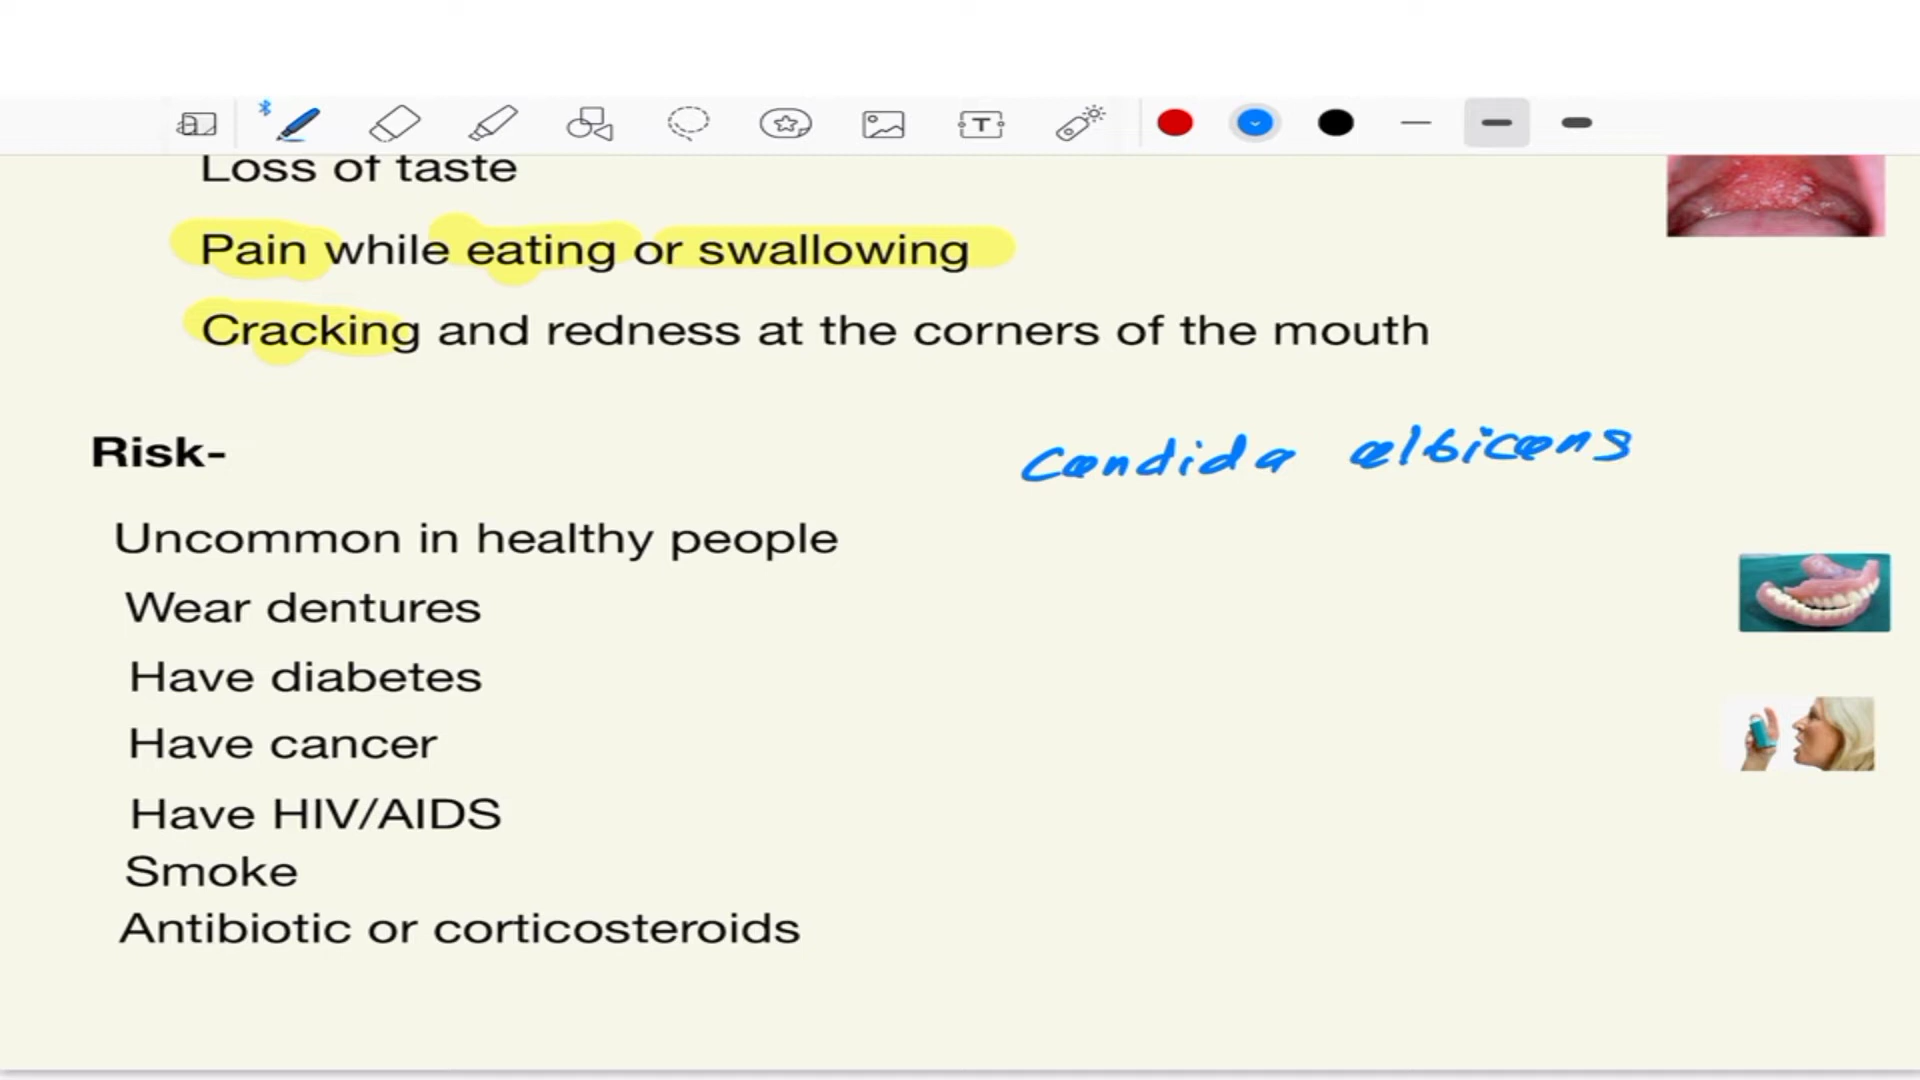 Loss of taste
Pain while eating or swallowing
Cracking and redness at the corners of the mouth
Risk-
Candida albicans
Uncommon in healthy people
Wear dentures
Have diabetes
Have cancer
Have HIV/AIDS
Smoke
Antibiotic or corticosteroids